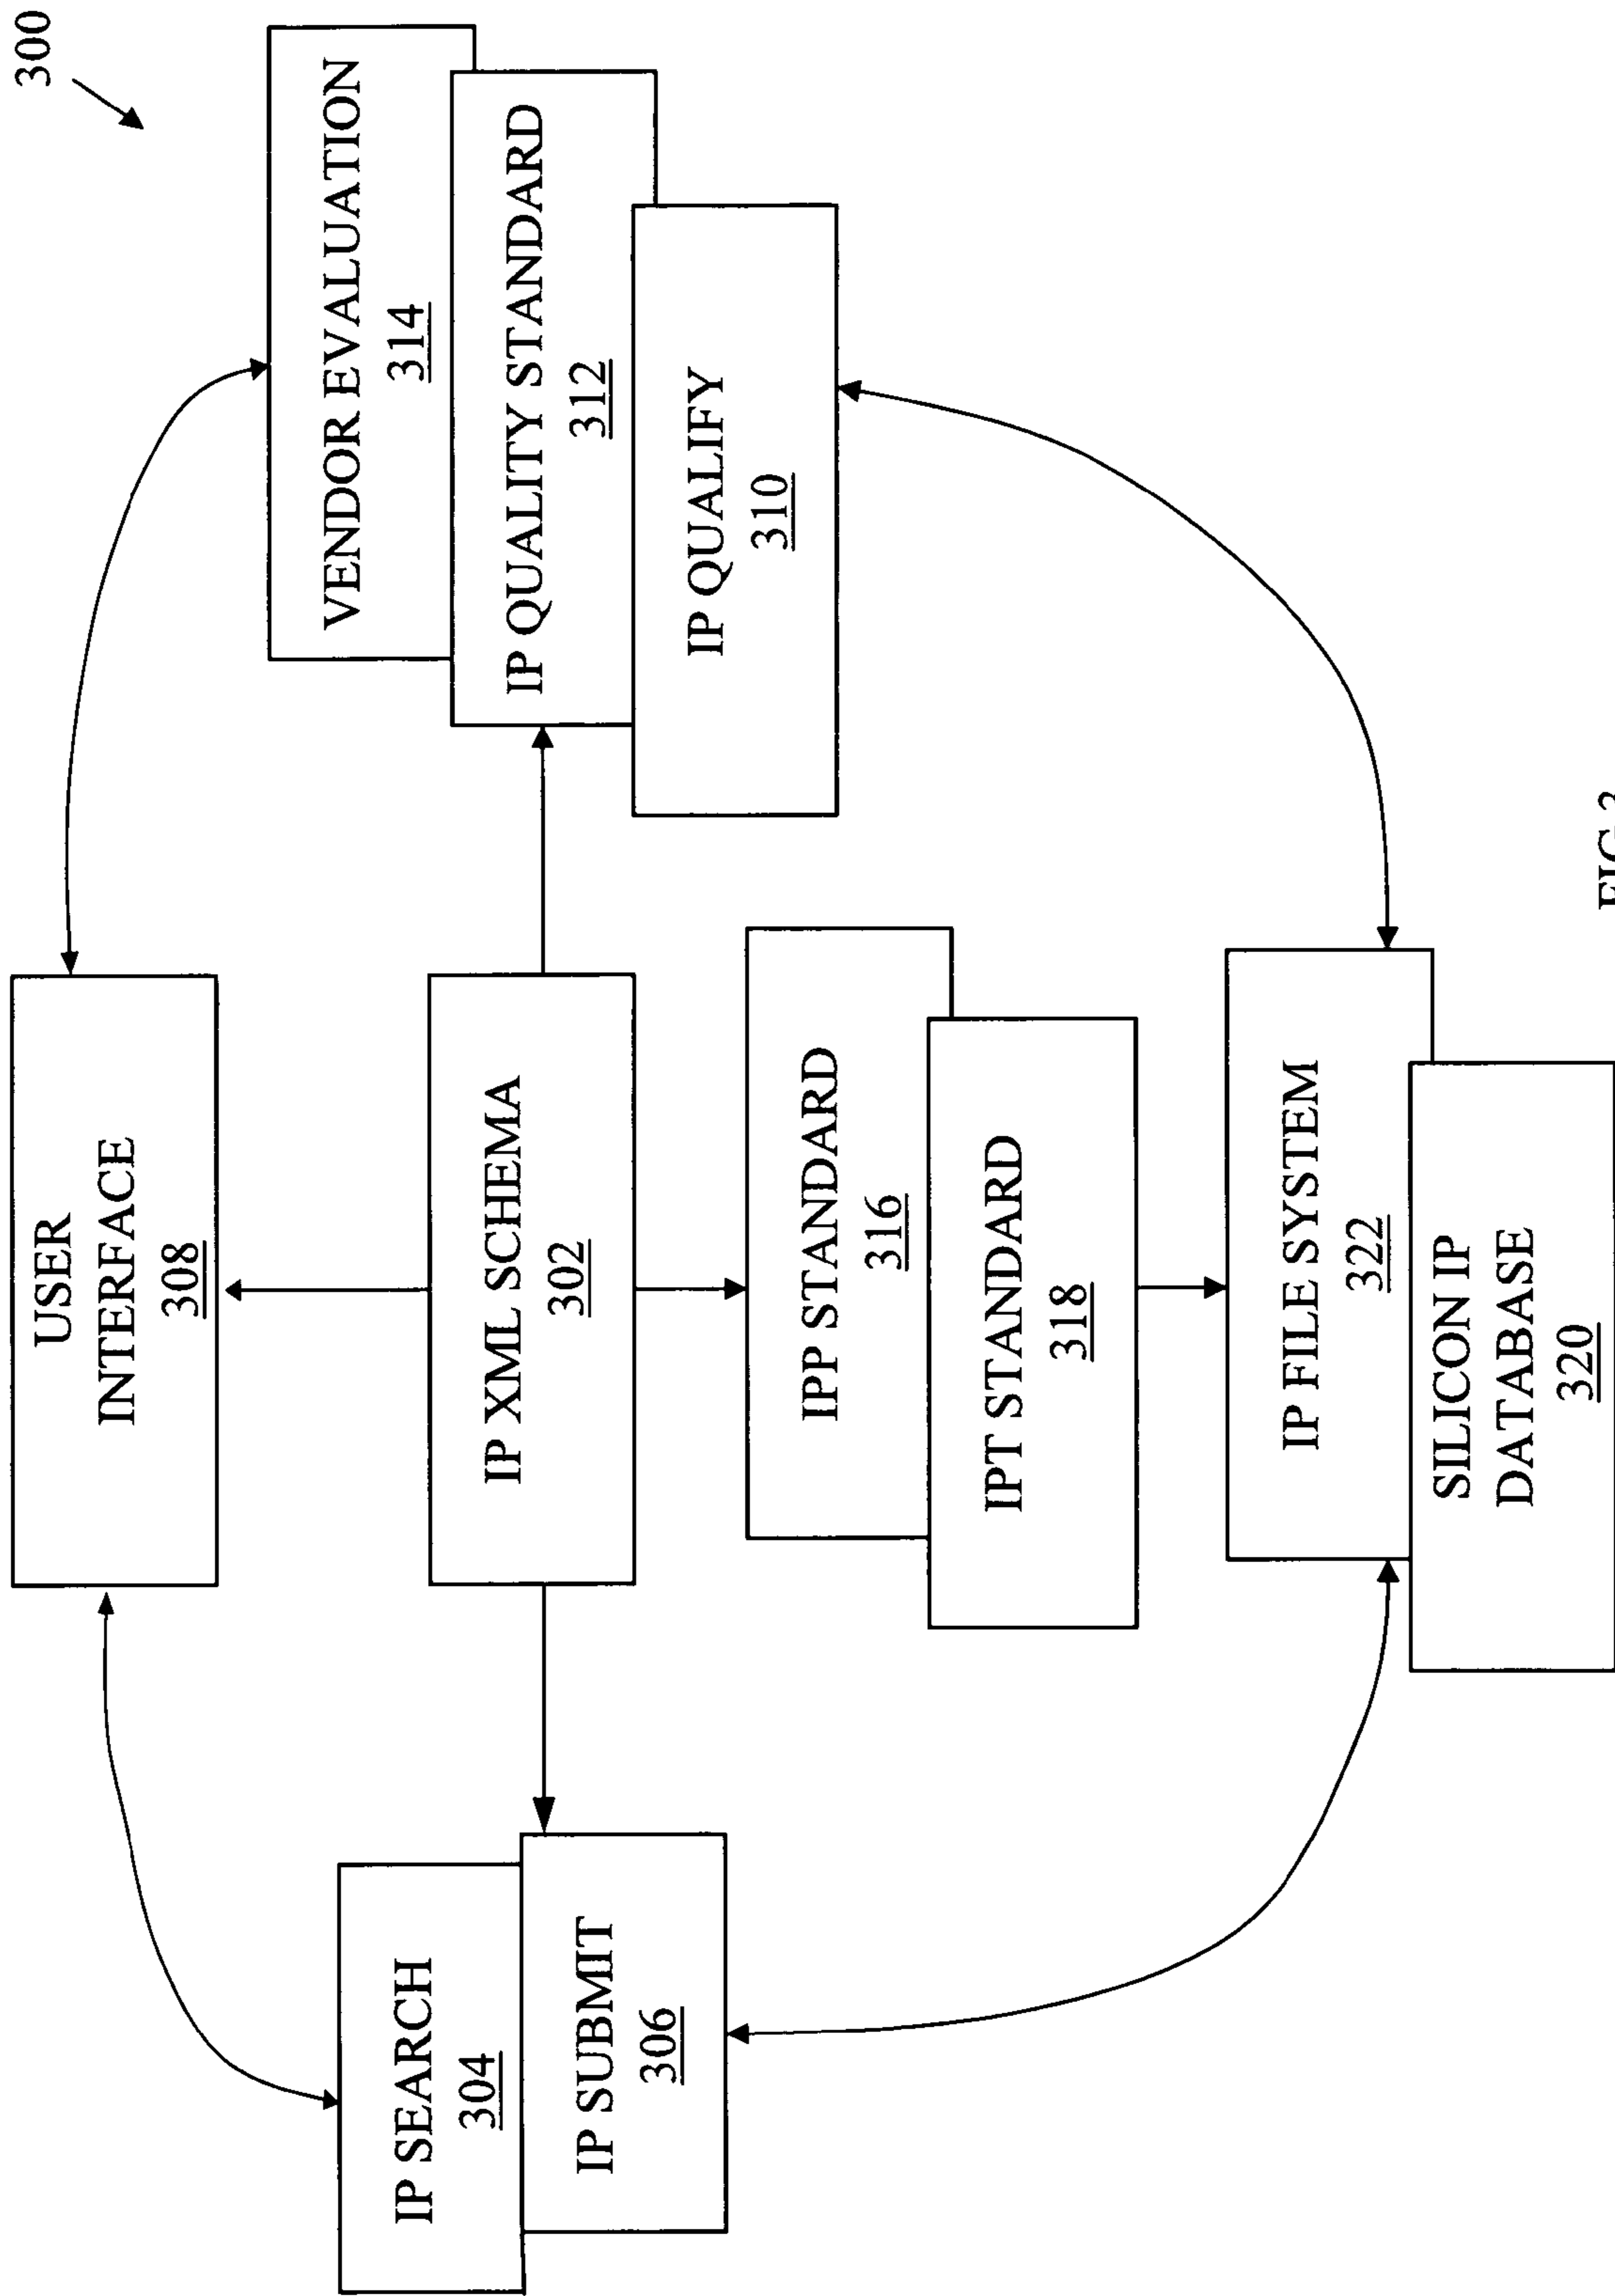 300
USER
INTERFACE
308
VENDOR EVALUATION
314
IP SEARCH
304
IP XML SCHEMA
302
IP QUALITY STANDARD
312
IP SUBMIT
306
IP QUALIFY
310
IPP STANDARD
316
IPT STANDARD
318
IP FILE SYSTEM
322
SILICON IP
DATABASE
320
FIG 3